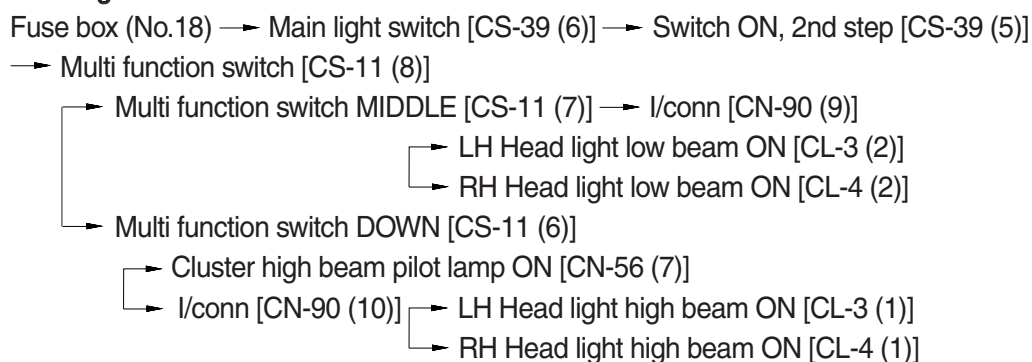 Fuse box (No.18) → Main light switch [CS-39 (6)] → Switch ON, 2nd step [CS-39 (5)]
→ Multi function switch [CS-11 (8)]
→ Multi function switch MIDDLE [CS-11 (7)] → I/conn [CN-90 (9)]
→ LH Head light low beam ON [CL-3 (2)]
→ RH Head light low beam ON [CL-4 (2)]
→ Multi function switch DOWN [CS-11 (6)]
→ Cluster high beam pilot lamp ON [CN-56 (7)]
→ I/conn [CN-90 (10)] → LH Head light high beam ON [CL-3 (1)]
→ RH Head light high beam ON [CL-4 (1)]